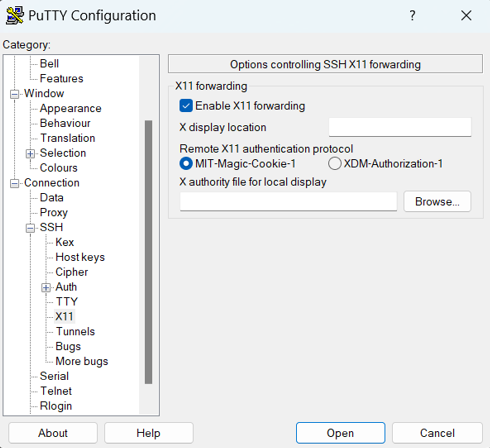 PuTTY Configuration
Category:
Bell
Features
Window
Appearance
Behaviour
Translation
Selection
Colours
Connection
Data
Proxy
SSH
Kex
Host keys
Cipher
Auth
TTY
X11
Tunnels
Bugs
More bugs
Serial
Telnet
Rlogin
Options controlling SSH X11 forwarding
X11 forwarding
Enable X11 forwarding
X display location
Remote X11 authentication protocol
MIT-Magic-Cookie-1 XDM-Authorization-1
X authority file for local display
Browse...
About Help Open Cancel